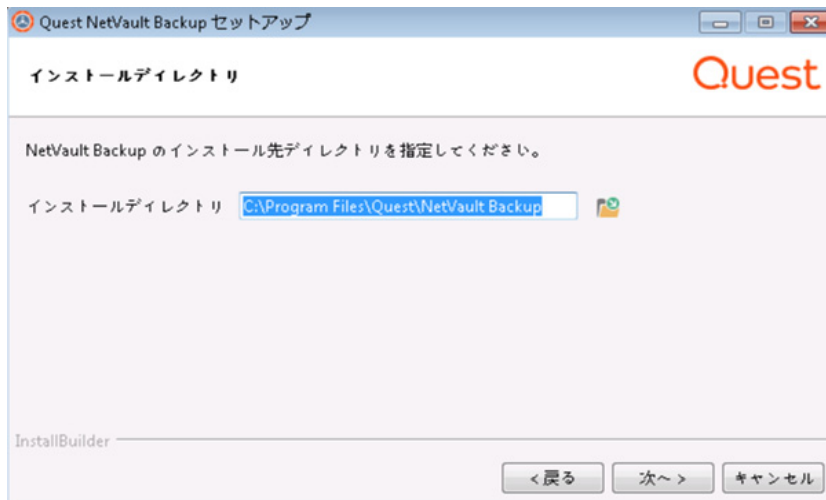 Quest NetVault Backup セットアップ
インストールディレクトリ
Quest
NetVault Backup のインストール先ディレクトリを指定してください。
インストールディレクトリ C:\Program Files\Quest\NetVault Backup
InstallBuilder
<戻る 次へ> キャンセル